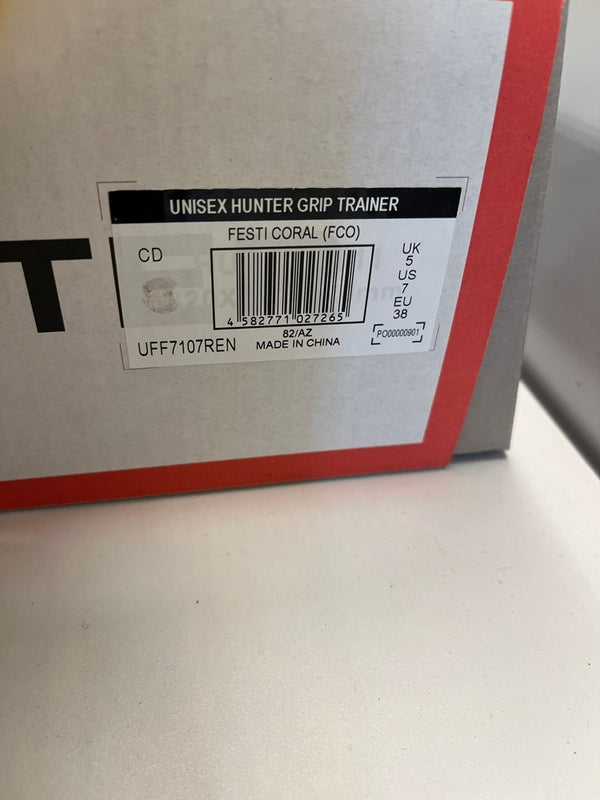 T
UNISEX HUNTER GRIP TRAINER
FESTI CORAL (FCO)
CD
UK
5
US
7
EU
38
4 582771 027265
82/AZ
MADE IN CHINA
UFF7107REN
PO00000901